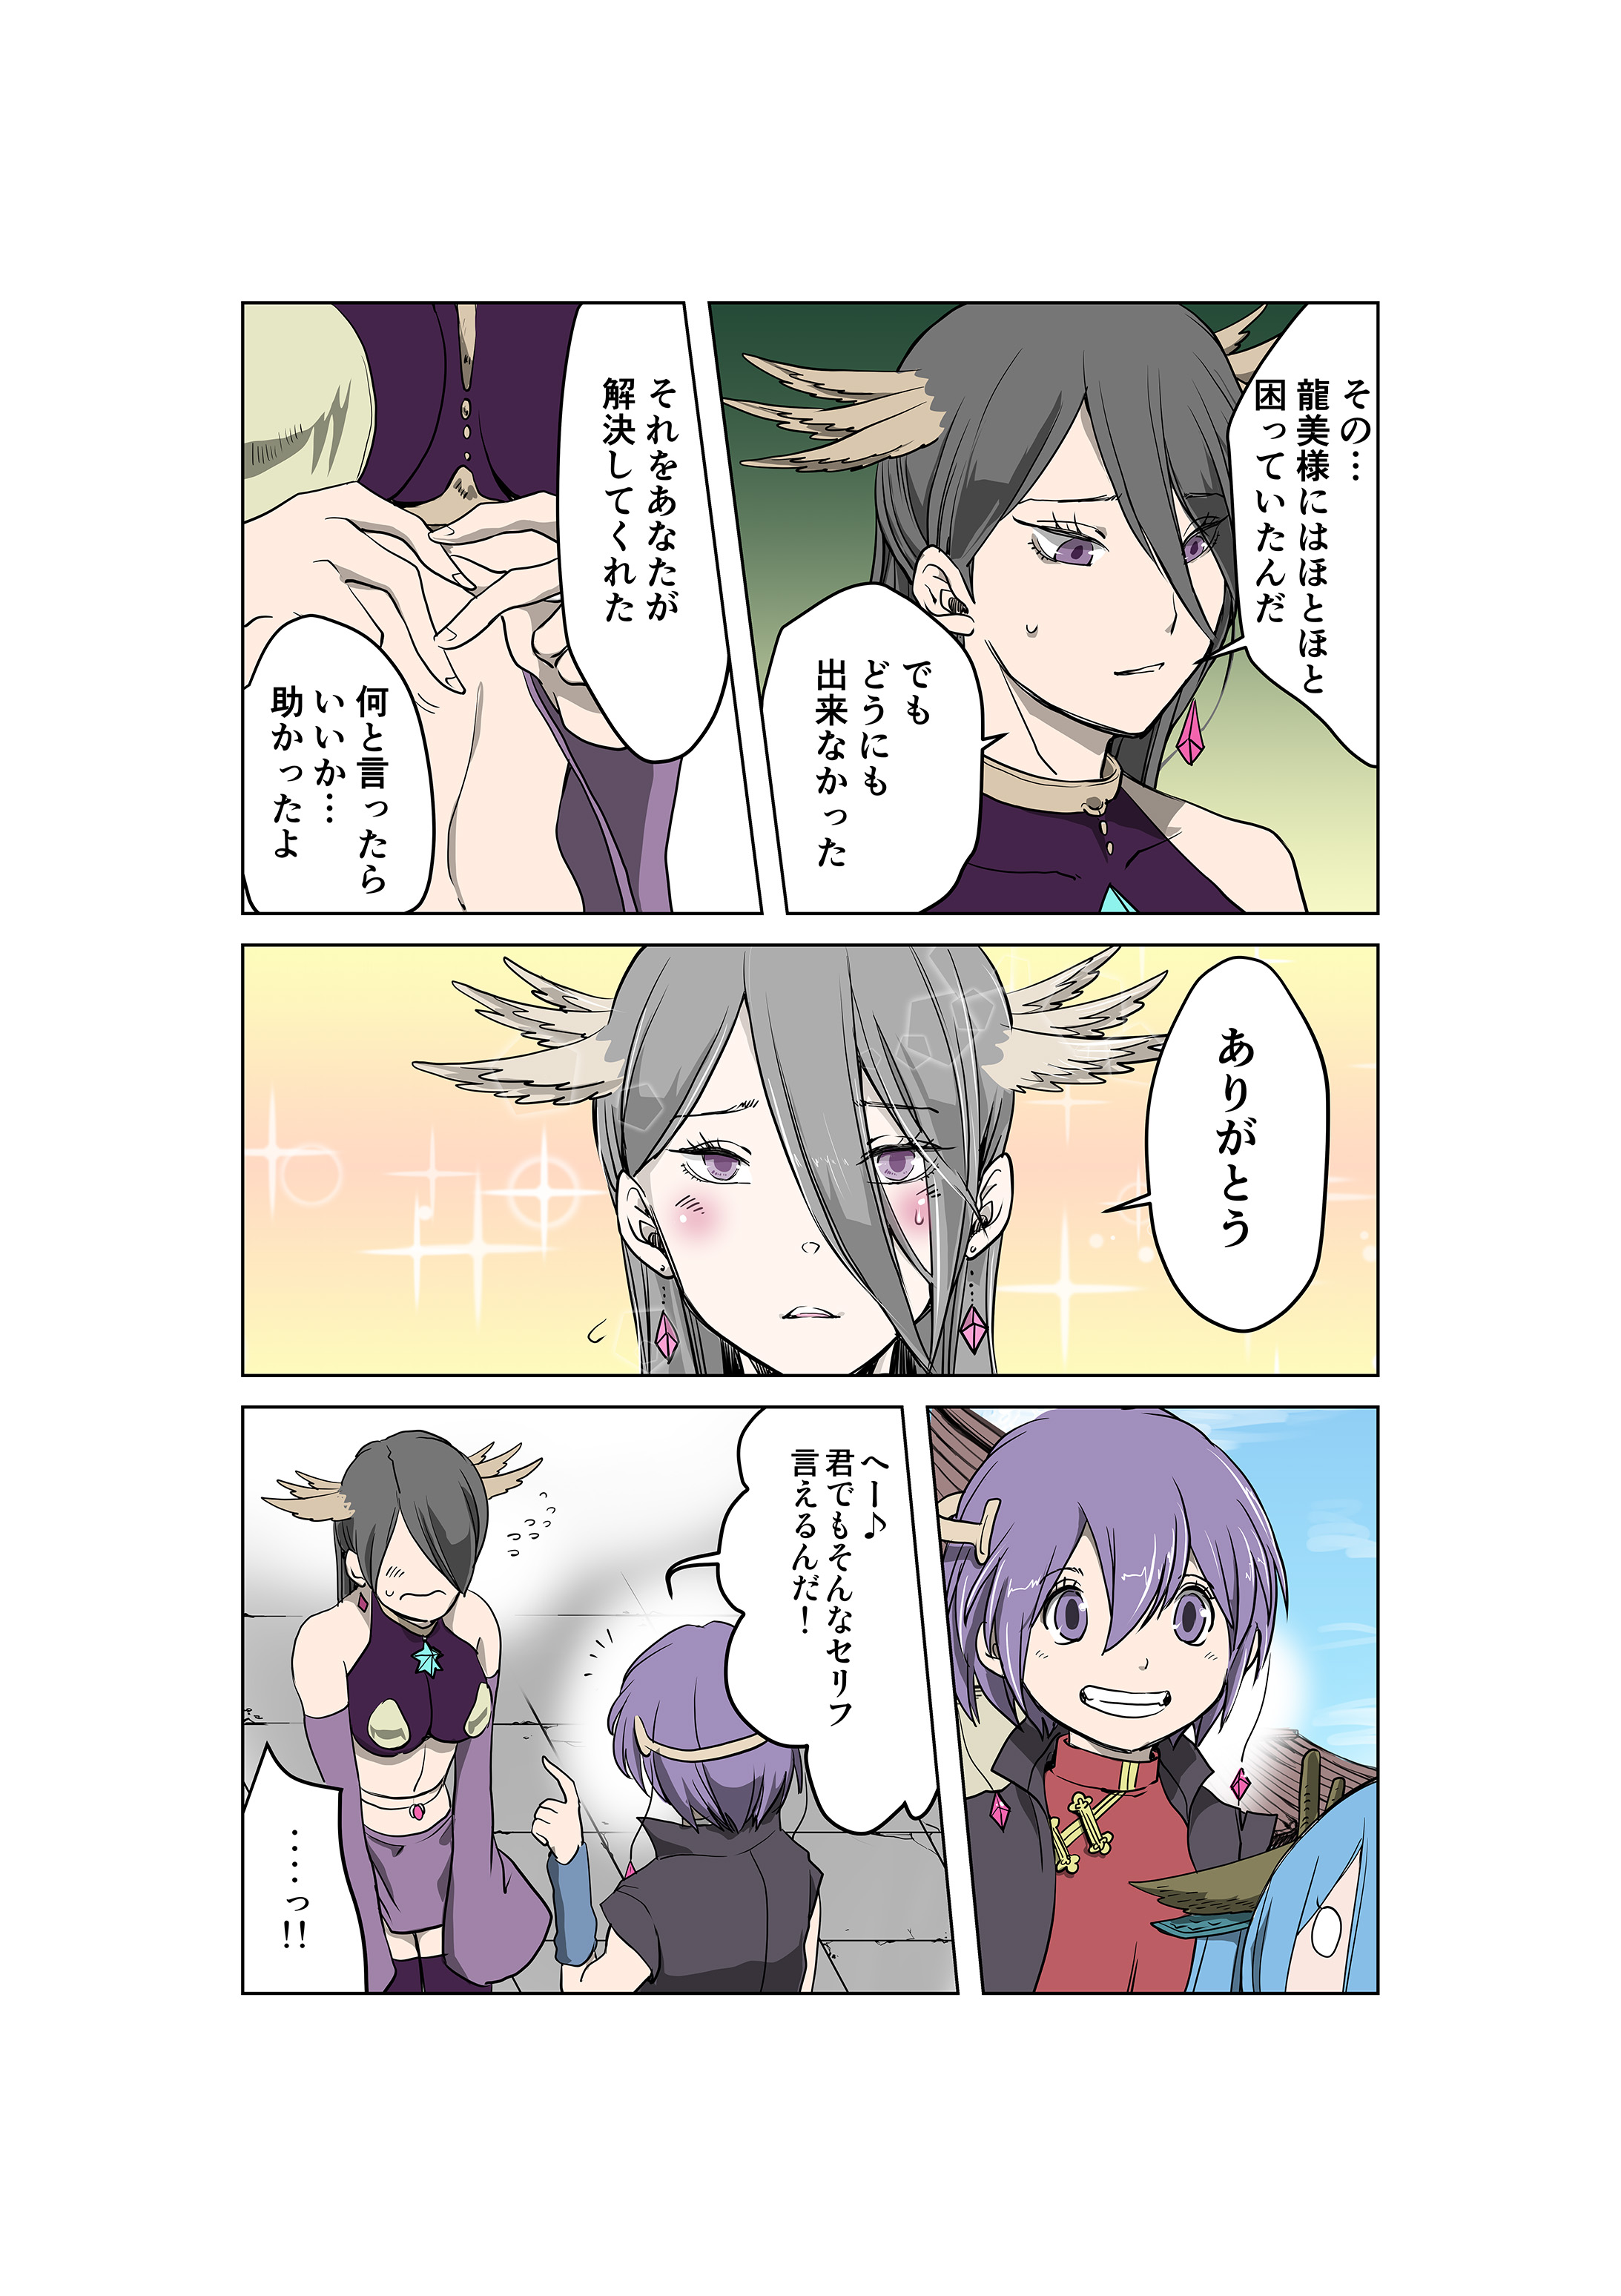 その…
龍美様にはほとほと
困っていたんだ
でも
どうにも
出来なかった
それをあなたが
解決してくれた
何と言ったら
いいか…
助かったよ
ありがとう
へー♪
君でもそんなセリフ
言えるんだ！
‥‥っ!!